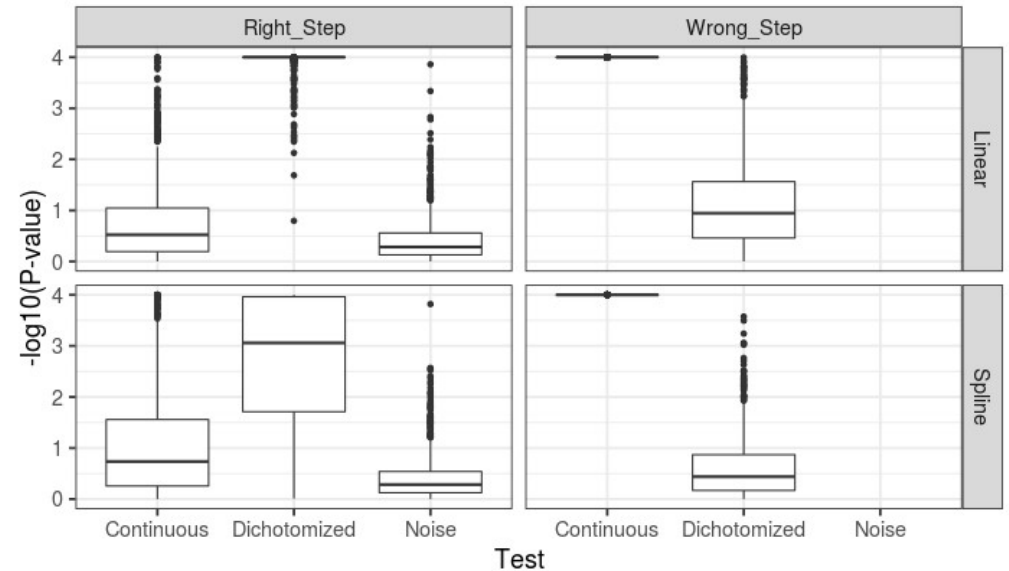 Right_Step Wrong_Step
4
3
2
1
0
Linear
-log10(P-value)
4
3
2
1
0
Spline
Continuous Dichotomized Noise Continuous Dichotomized Noise
Test